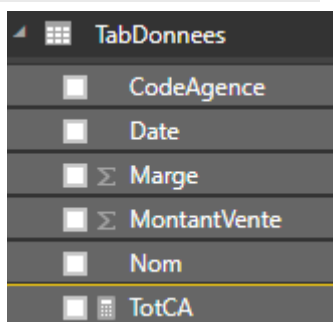 TabDonnees
CodeAgence
Date
Marge
MontantVente
Nom
TotCA